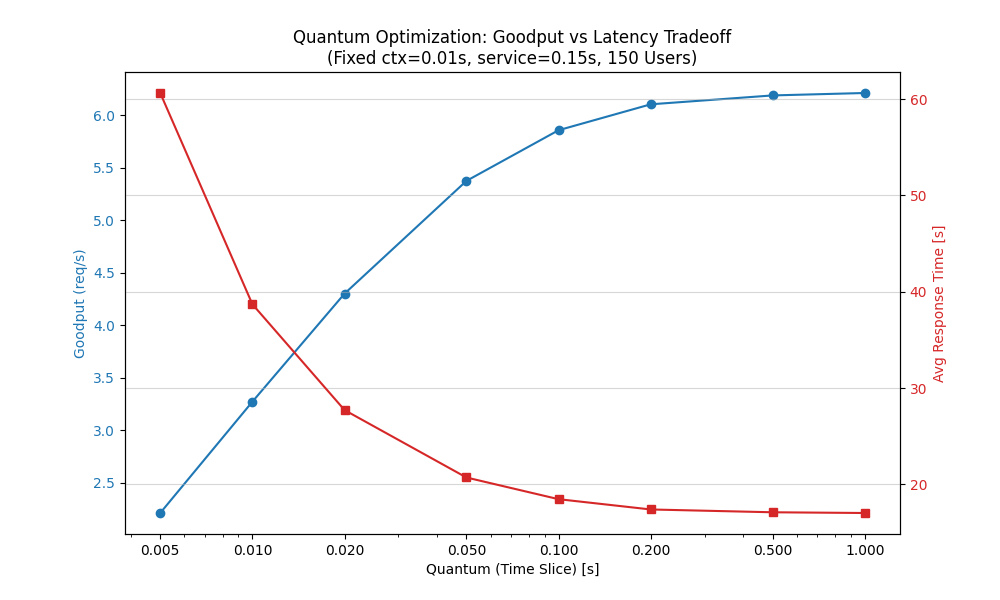 Quantum Optimization: Goodput vs Latency Tradeoff
(Fixed ctx=0.01s, service=0.15s, 150 Users)
Goodput (req/s)
6.0
5.5
5.0
4.5
4.0
3.5
3.0
2.5
60
50
40
30
20
Avg Response Time [s]
0.005 0.010 0.020 0.050 0.100 0.200 0.500 1.000
Quantum (Time Slice) [s]